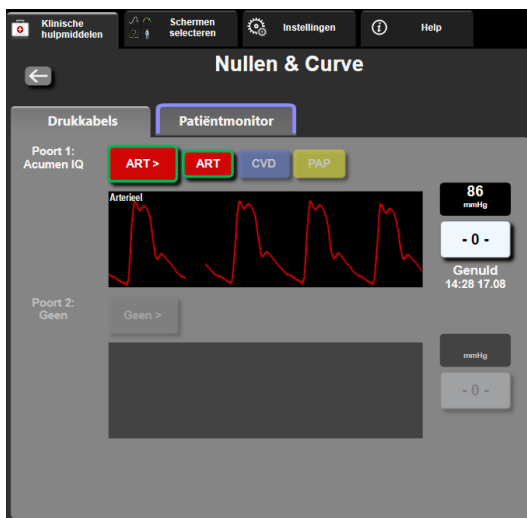 Klinische
hulpmiddelen
Schermen
selecteren
Instellingen
Help
Nullen & Curve
Drukkabels
Patiëntmonitor
Poort 1:
Acumen IQ
ART >
ART
CVD
PAP
Arterieel
86
mmHg
- 0 -
Genuld
14:28 17.08
Poort 2:
Geen
Geen >
mmHg
- 0 -